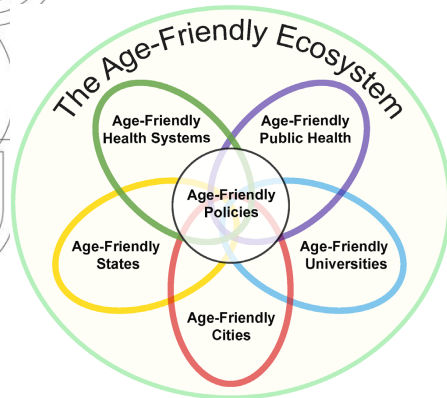 The Age-Friendly Ecosystem
Age-Friendly
Health Systems
Age-Friendly
Public Health
Age-Friendly
Policies
Age-Friendly
States
Age-Friendly
Universities
Age-Friendly
Cities